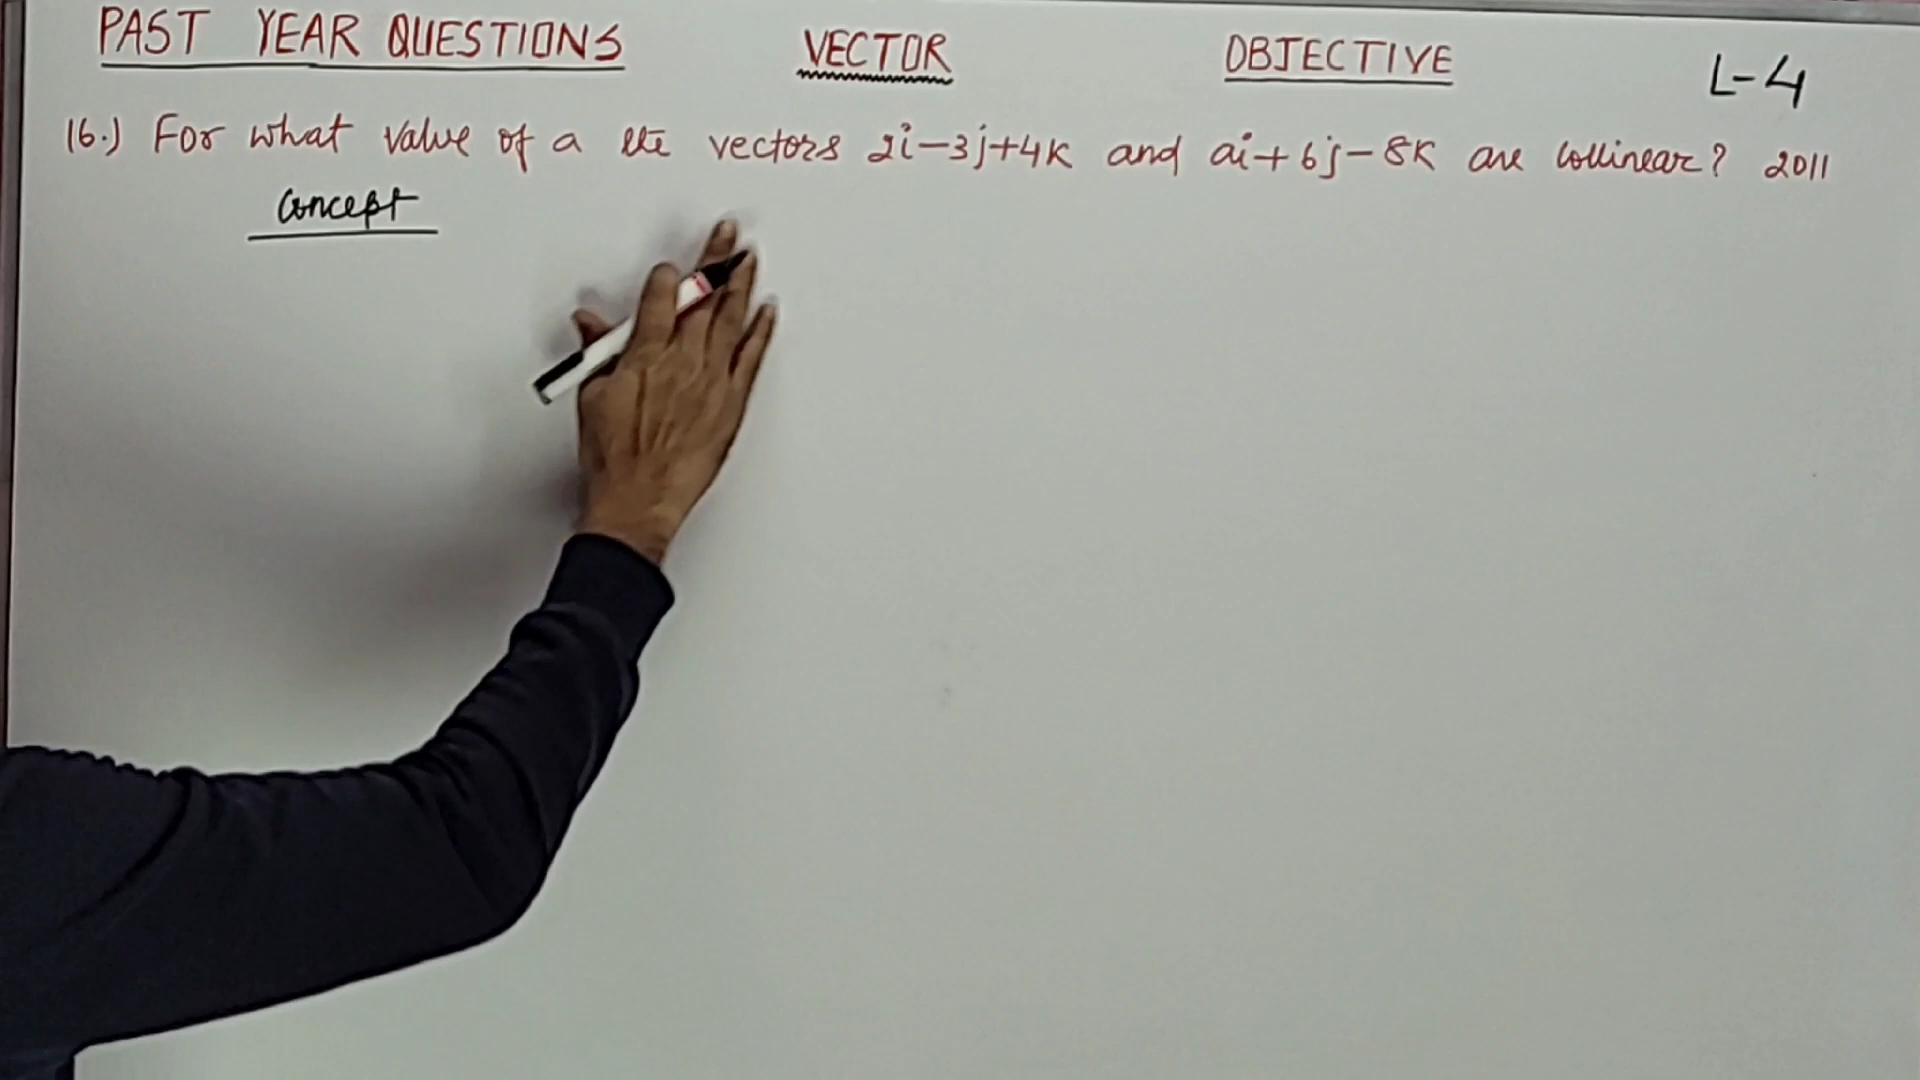 PAST YEAR QUESTIONS VECTOR OBJECTIVE L-4
16.) For what value of a the vectors 2i-3j+4k and ai+6j-8k are collinear? 2011
Concept